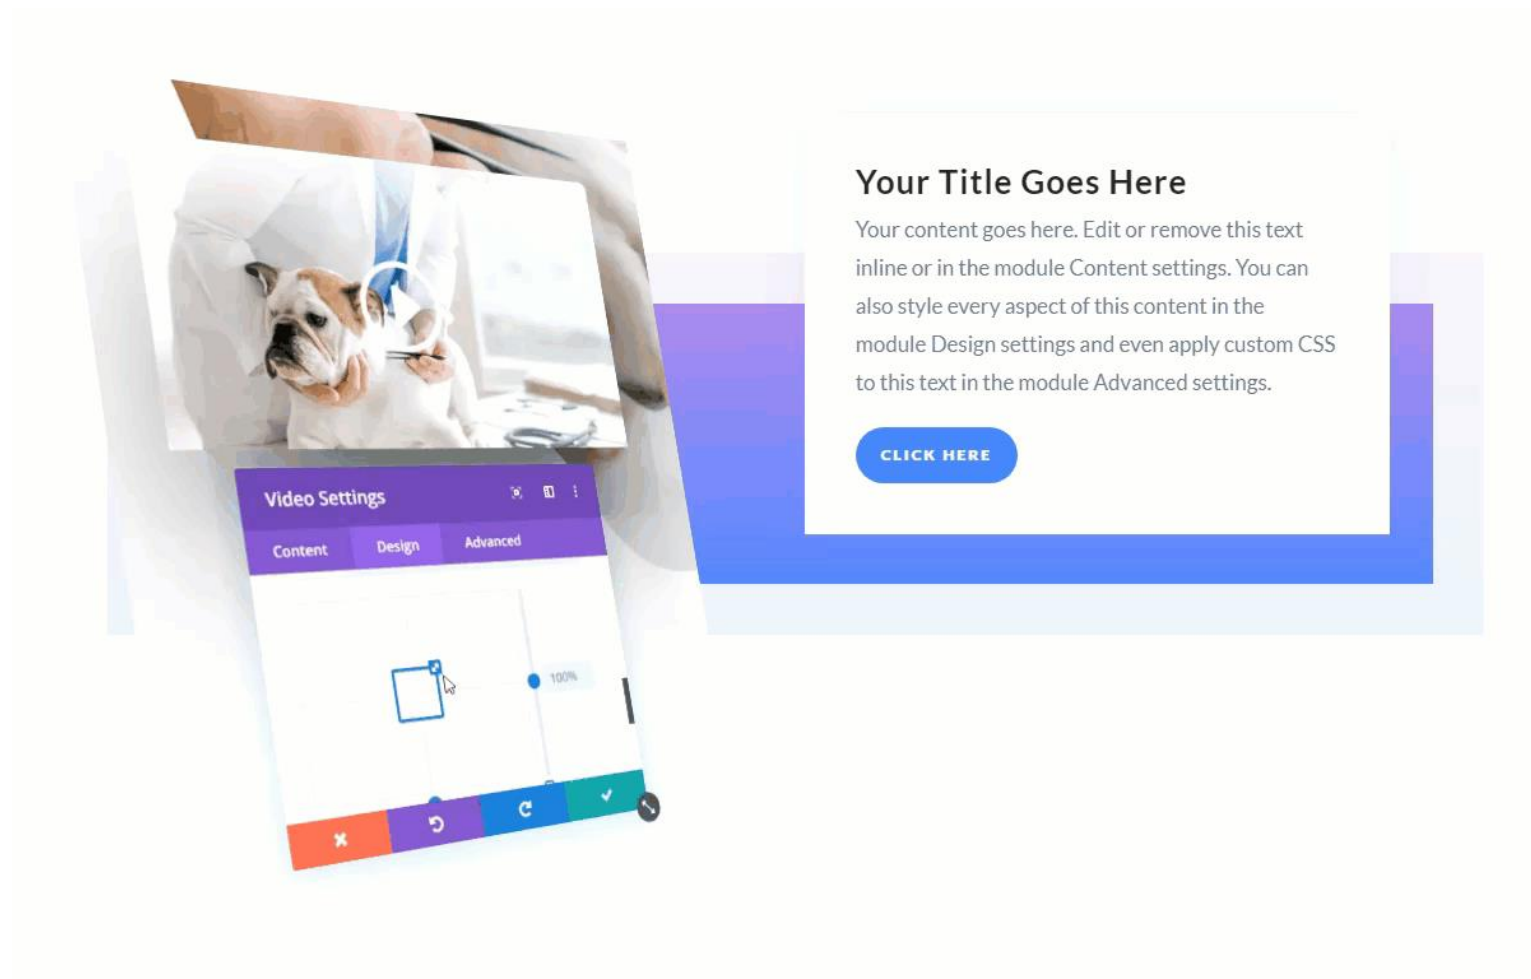 Your Title Goes Here
Your content goes here. Edit or remove this text
inline or in the module Content settings. You can
also style every aspect of this content in the
module Design settings and even apply custom CSS
to this text in the module Advanced settings.
CLICK HERE
Video Settings
Content Design Advanced
100%